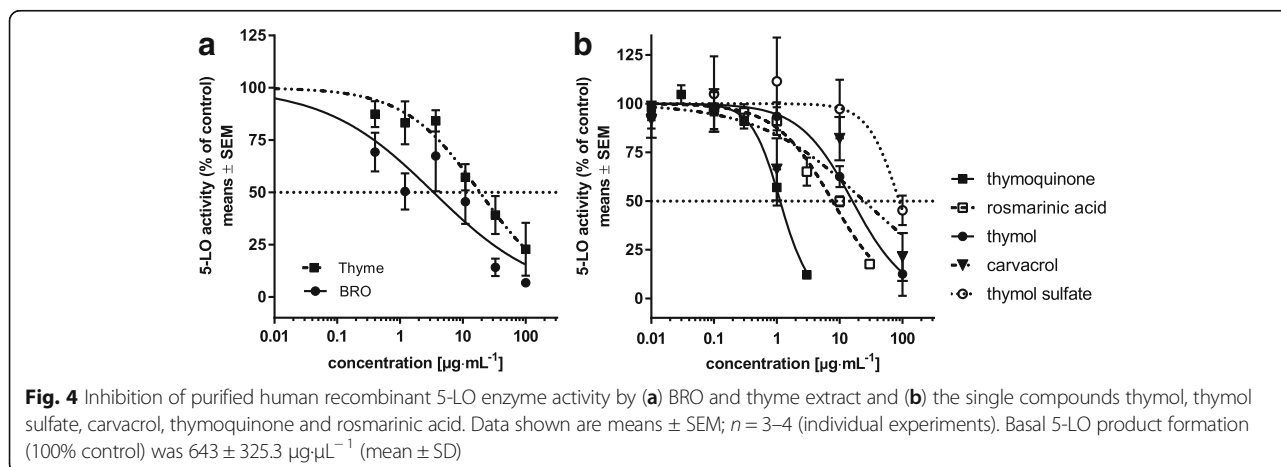 a
5-LO activity (% of control)
means ± SEM
125
100
75
50
25
0
Thyme
BRO
0.01 0.1 1 10 100
concentration [µg·mL⁻¹]
b
5-LO activity (% of control)
means ± SEM
125
100
75
50
25
0
0.01 0.1 1 10 100
concentration [µg·mL⁻¹]
thymoquinone
rosmarinic acid
thymol
carvacrol
thymol sulfate
Fig. 4 Inhibition of purified human recombinant 5-LO enzyme activity by (a) BRO and thyme extract and (b) the single compounds thymol, thymol
sulfate, carvacrol, thymoquinone and rosmarinic acid. Data shown are means ± SEM; n = 3–4 (individual experiments). Basal 5-LO product formation
(100% control) was 643 ± 325.3 µg·µL⁻¹ (mean ± SD)